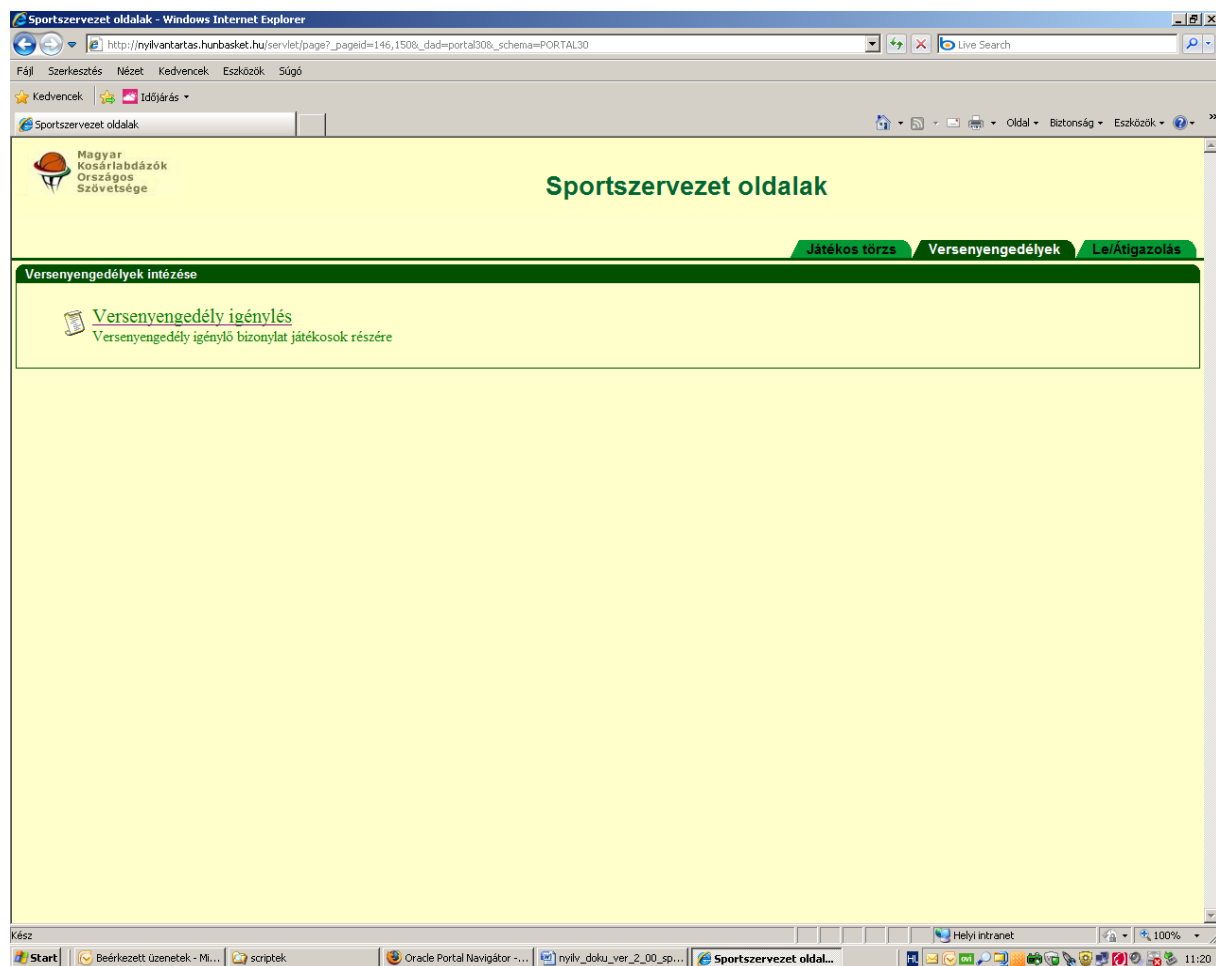 Sportszervezet oldalak - Windows Internet Explorer
http://nyilvantartas.hunbasket.hu/servlet/page?_pageid=146,150&_dad=portal30&_schema=PORTAL30
Live Search
Fájl Szerkesztés Nézet Kedvencek Eszközök Súgó
Kedvencek Időjárás
Sportszervezet oldalak
Oldal Biztonság Eszközök »
Magyar
Kosárlabdázók
Országos
Szövetsége
Sportszervezet oldalak
Játékos törzs Versenyengedélyek Le/Átigazolás
Versenyengedélyek intézése
Versenyengedély igénylés
Versenyengedély igénylő bizonylat játékosok részére
Kész
Helyi intranet 100%
Start Beérkezett üzenetek - Mi... scriptek Oracle Portal Navigátor -... nyilv_doku_ver_2_00_sp... Sportszervezet oldal... HL ovi 11:20